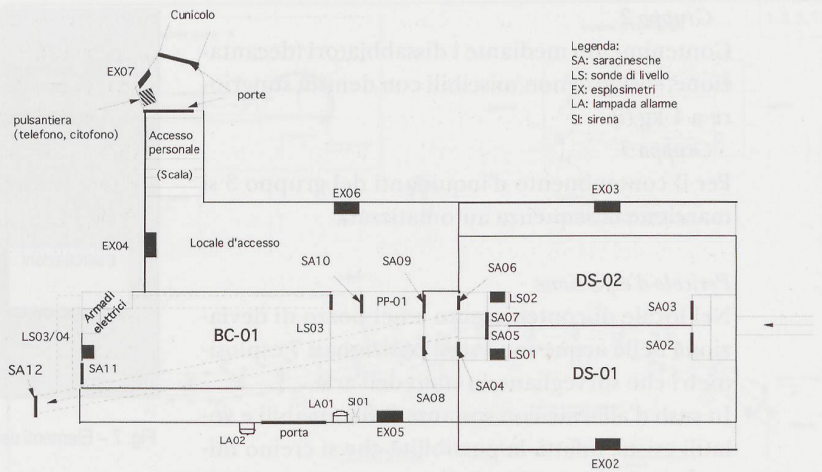 Cunicolo
EX07
porte
pulsantiera
(telefono, citofono)
Accesso
personale
(Scala)
Legenda:
SA: saracinesche
LS: sonde di livello
EX: esplosimetri
LA: lampada allarme
SI: sirena
EX06
EX03
EX04
Locale d'accesso
SA10
SA09
SA06
DS-02
PP-01
LS02
SA07
SA03
Armadi
elettrici
LS03/04
BC-01
LS03
SA05
SA02
LS01
SA12
SA11
SA08
SA04
DS-01
LA01
SI01
LA02
porta
EX05
EX02